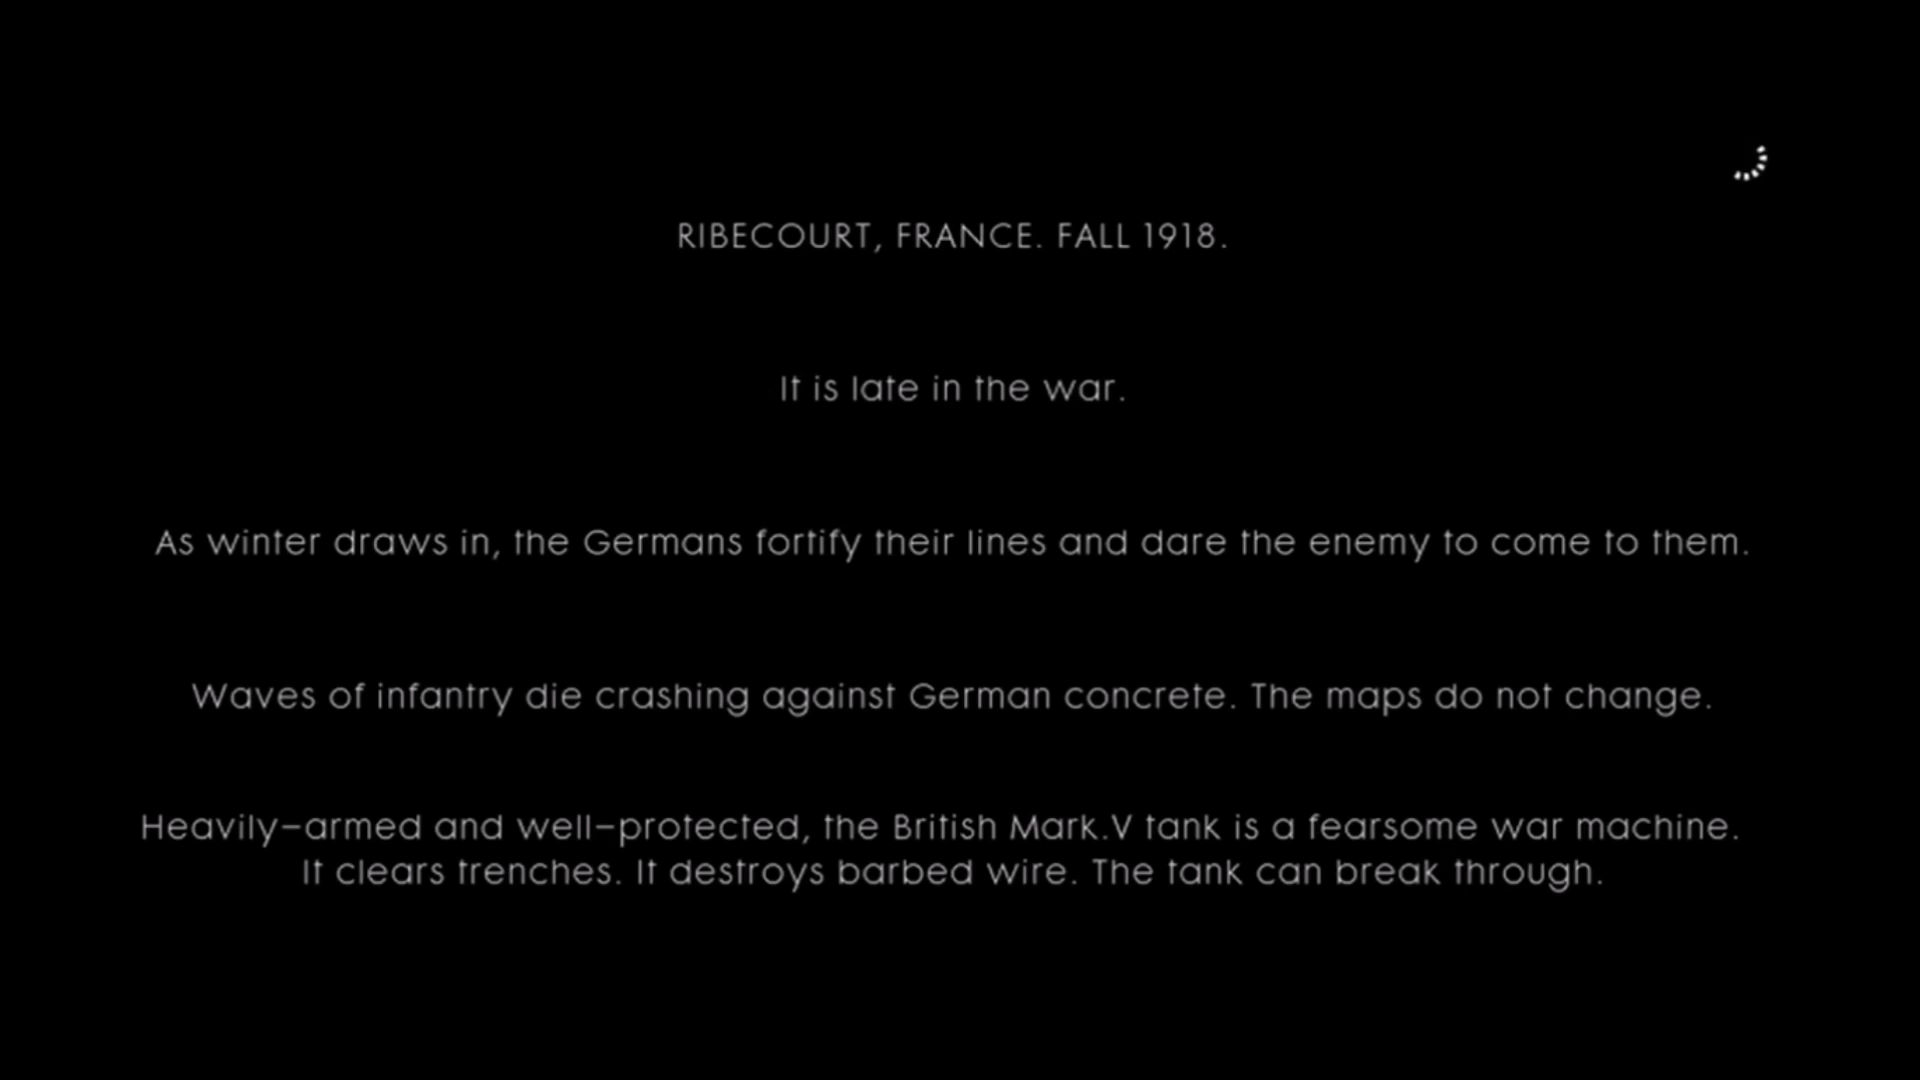 RIBECOURT, FRANCE. FALL 1918.
It is late in the war.
As winter draws in, the Germans fortify their lines and dare the enemy to come to them.
Waves of infantry die crashing against German concrete. The maps do not change.
Heavily-armed and well-protected, the British Mark.V tank is a fearsome war machine.
It clears trenches. It destroys barbed wire. The tank can break through.